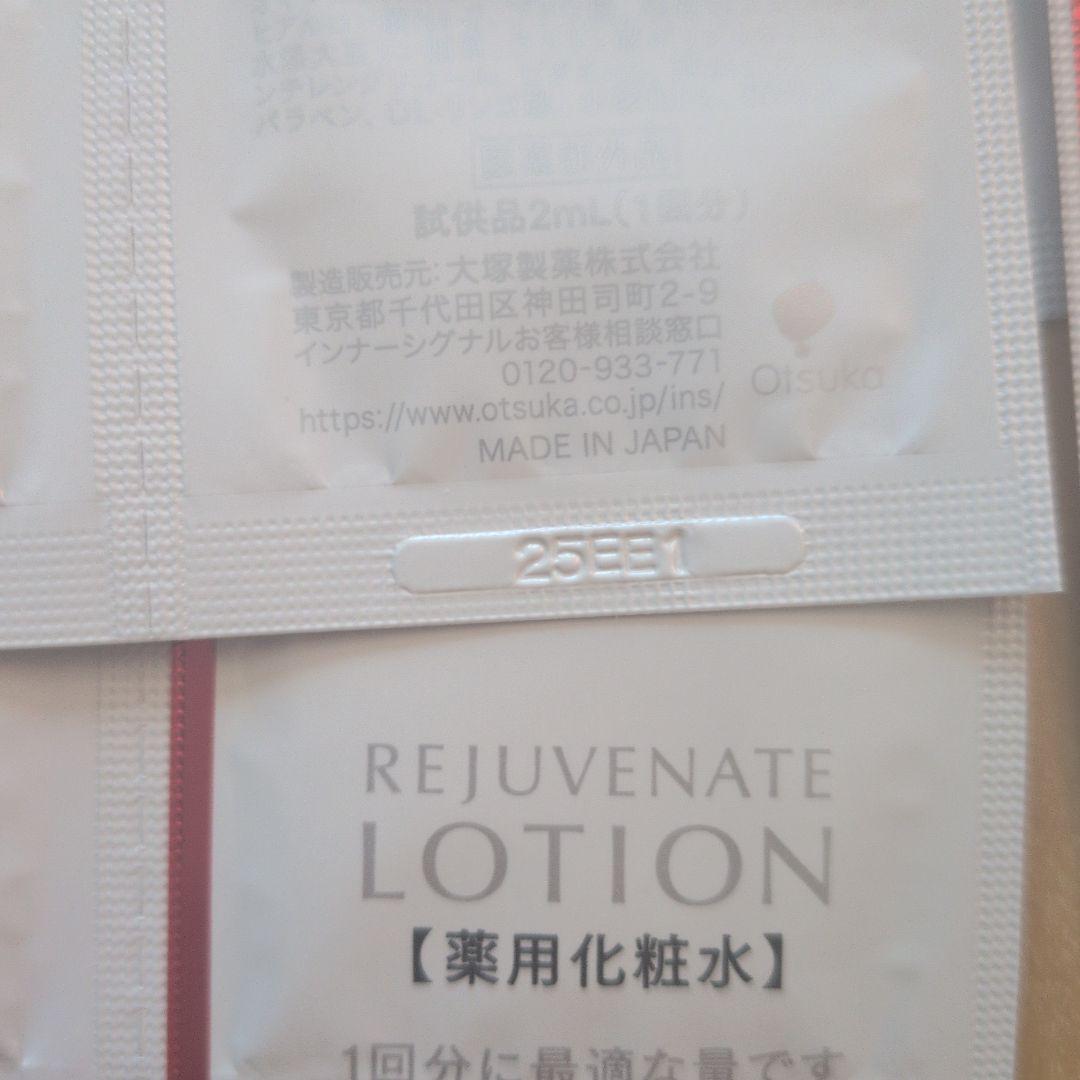 パラベン、
医薬部外品
試供品2mL(1回分)
製造販売元:大塚製薬株式会社
東京都千代田区神田司町2-9
インナーシグナルお客様相談窓口
0120-933-771
https://www.otsuka.co.jp/ins/
MADE IN JAPAN
Otsuka
25EE1
REJUVENATE
LOTION
【薬用化粧水】
1回分に最適な量です